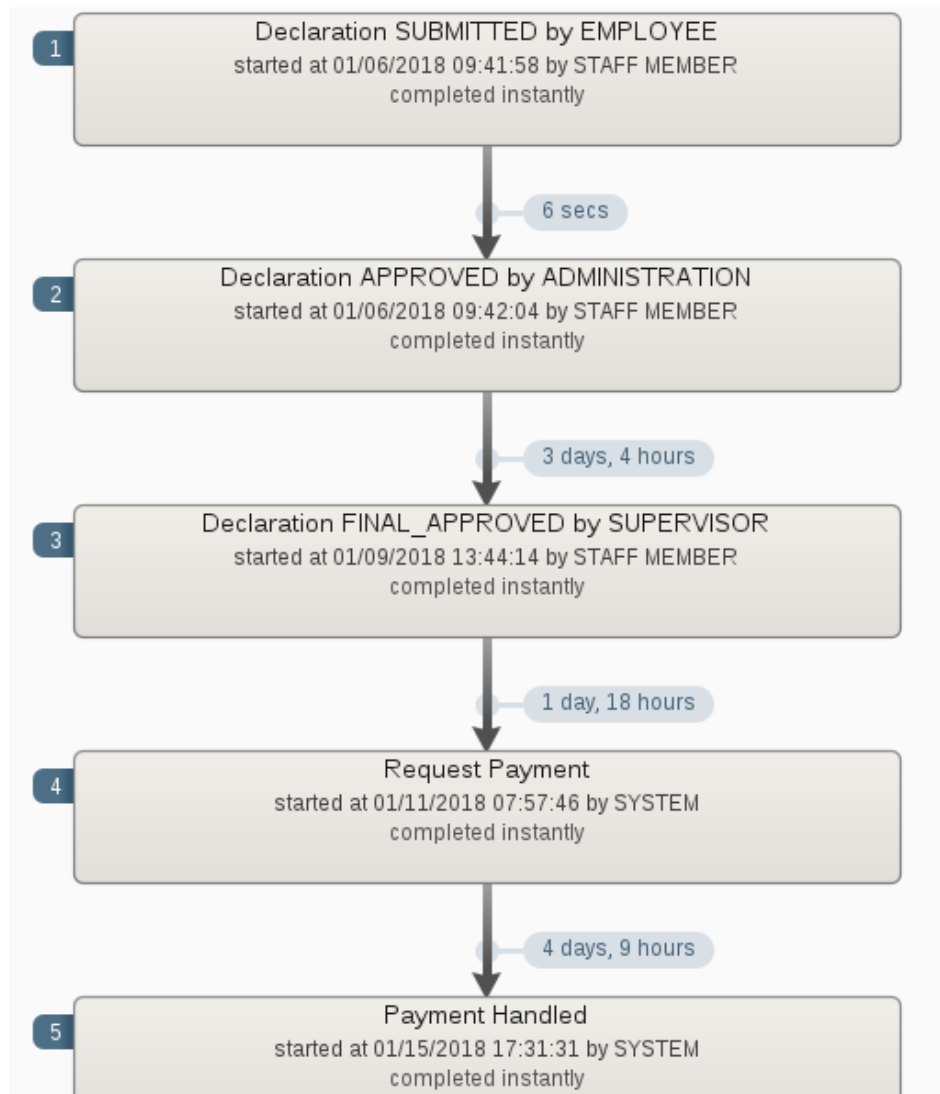 1
Declaration SUBMITTED by EMPLOYEE
started at 01/06/2018 09:41:58 by STAFF MEMBER
completed instantly
6 secs
2
Declaration APPROVED by ADMINISTRATION
started at 01/06/2018 09:42:04 by STAFF MEMBER
completed instantly
3 days, 4 hours
3
Declaration FINAL_APPROVED by SUPERVISOR
started at 01/09/2018 13:44:14 by STAFF MEMBER
completed instantly
1 day, 18 hours
4
Request Payment
started at 01/11/2018 07:57:46 by SYSTEM
completed instantly
4 days, 9 hours
5
Payment Handled
started at 01/15/2018 17:31:31 by SYSTEM
completed instantly